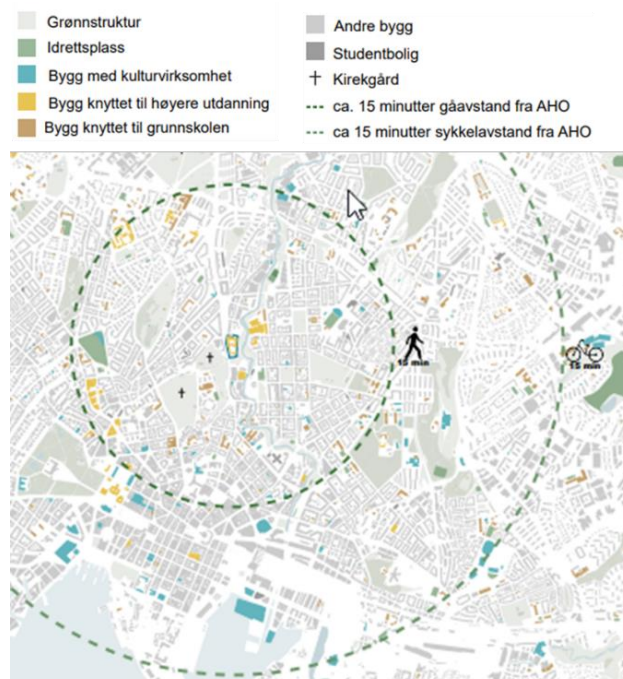 Grønnstruktur
Idrettsplass
Bygg med kulturvirksomhet
Bygg knyttet til høyere utdanning
Bygg knyttet til grunnskolen
Andre bygg
Studentbolig
Kirekgård
ca. 15 minutter gåavstand fra AHO
ca 15 minutter sykkelavstand fra AHO
15 min
15 min